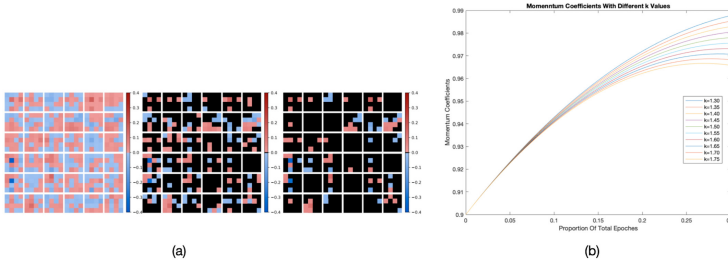 Momenntum Coefficients With Different k Values
0.99
0.98
0.97
0.96
0.95
0.94
0.93
0.92
0.91
0.9
Momentum Coefficients
0
0.05
0.1
0.15
0.2
0.25
0.3
Proportion Of Total Epoches
k=1.30
k=1.35
k=1.40
k=1.45
k=1.50
k=1.55
k=1.60
k=1.65
k=1.70
k=1.75
0.4
0.3
0.2
0.1
0.0
−0.1
−0.2
−0.3
−0.4
0.4
0.3
0.2
0.1
0.0
−0.1
−0.2
−0.3
−0.4
0.4
0.3
0.2
0.1
0.0
−0.1
−0.2
−0.3
−0.4
(a)
(b)